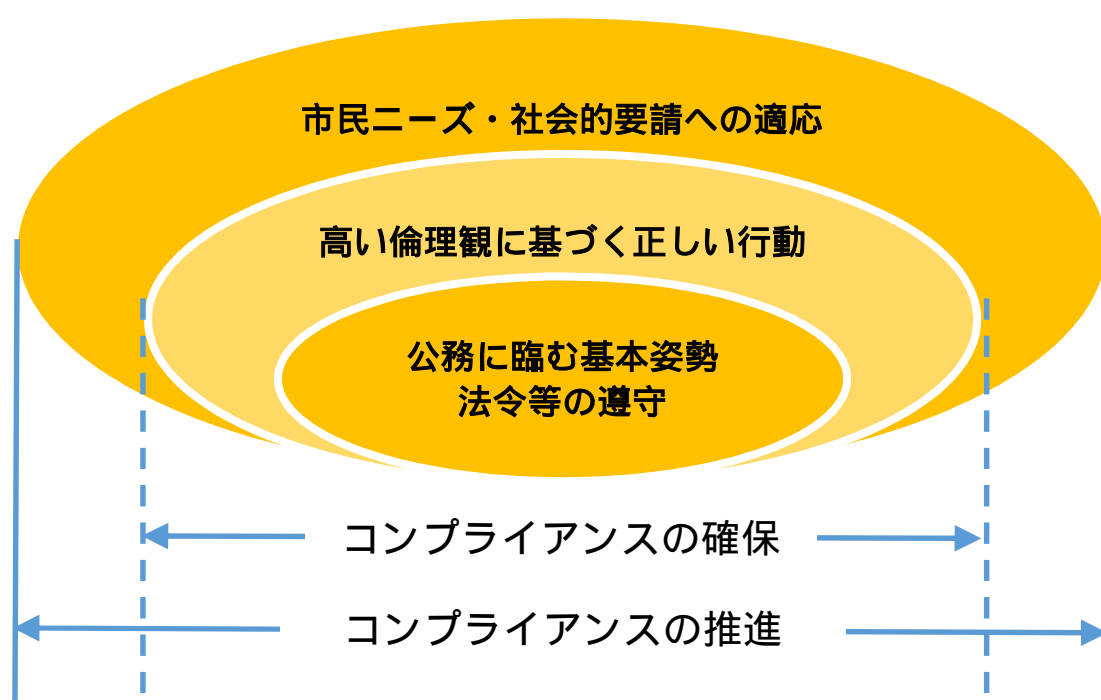 市民ニーズ・社会的要請への適応
高い倫理観に基づく正しい行動
公務に臨む基本姿勢
法令等の遵守
コンプライアンスの確保
コンプライアンスの推進